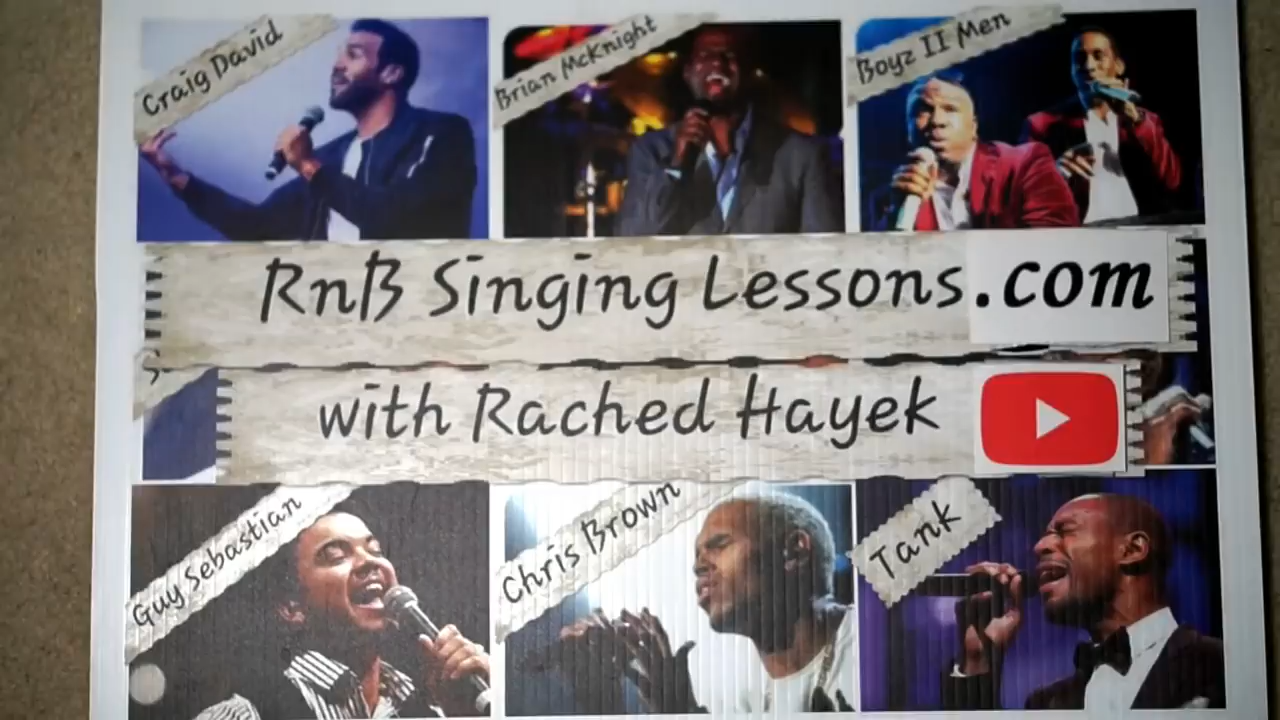 Craig David
Brian McKnight
Boyz II Men
RnB Singing Lessons.com
with Rached Hayek
Guy Sebastian
Chris Brown
Tank